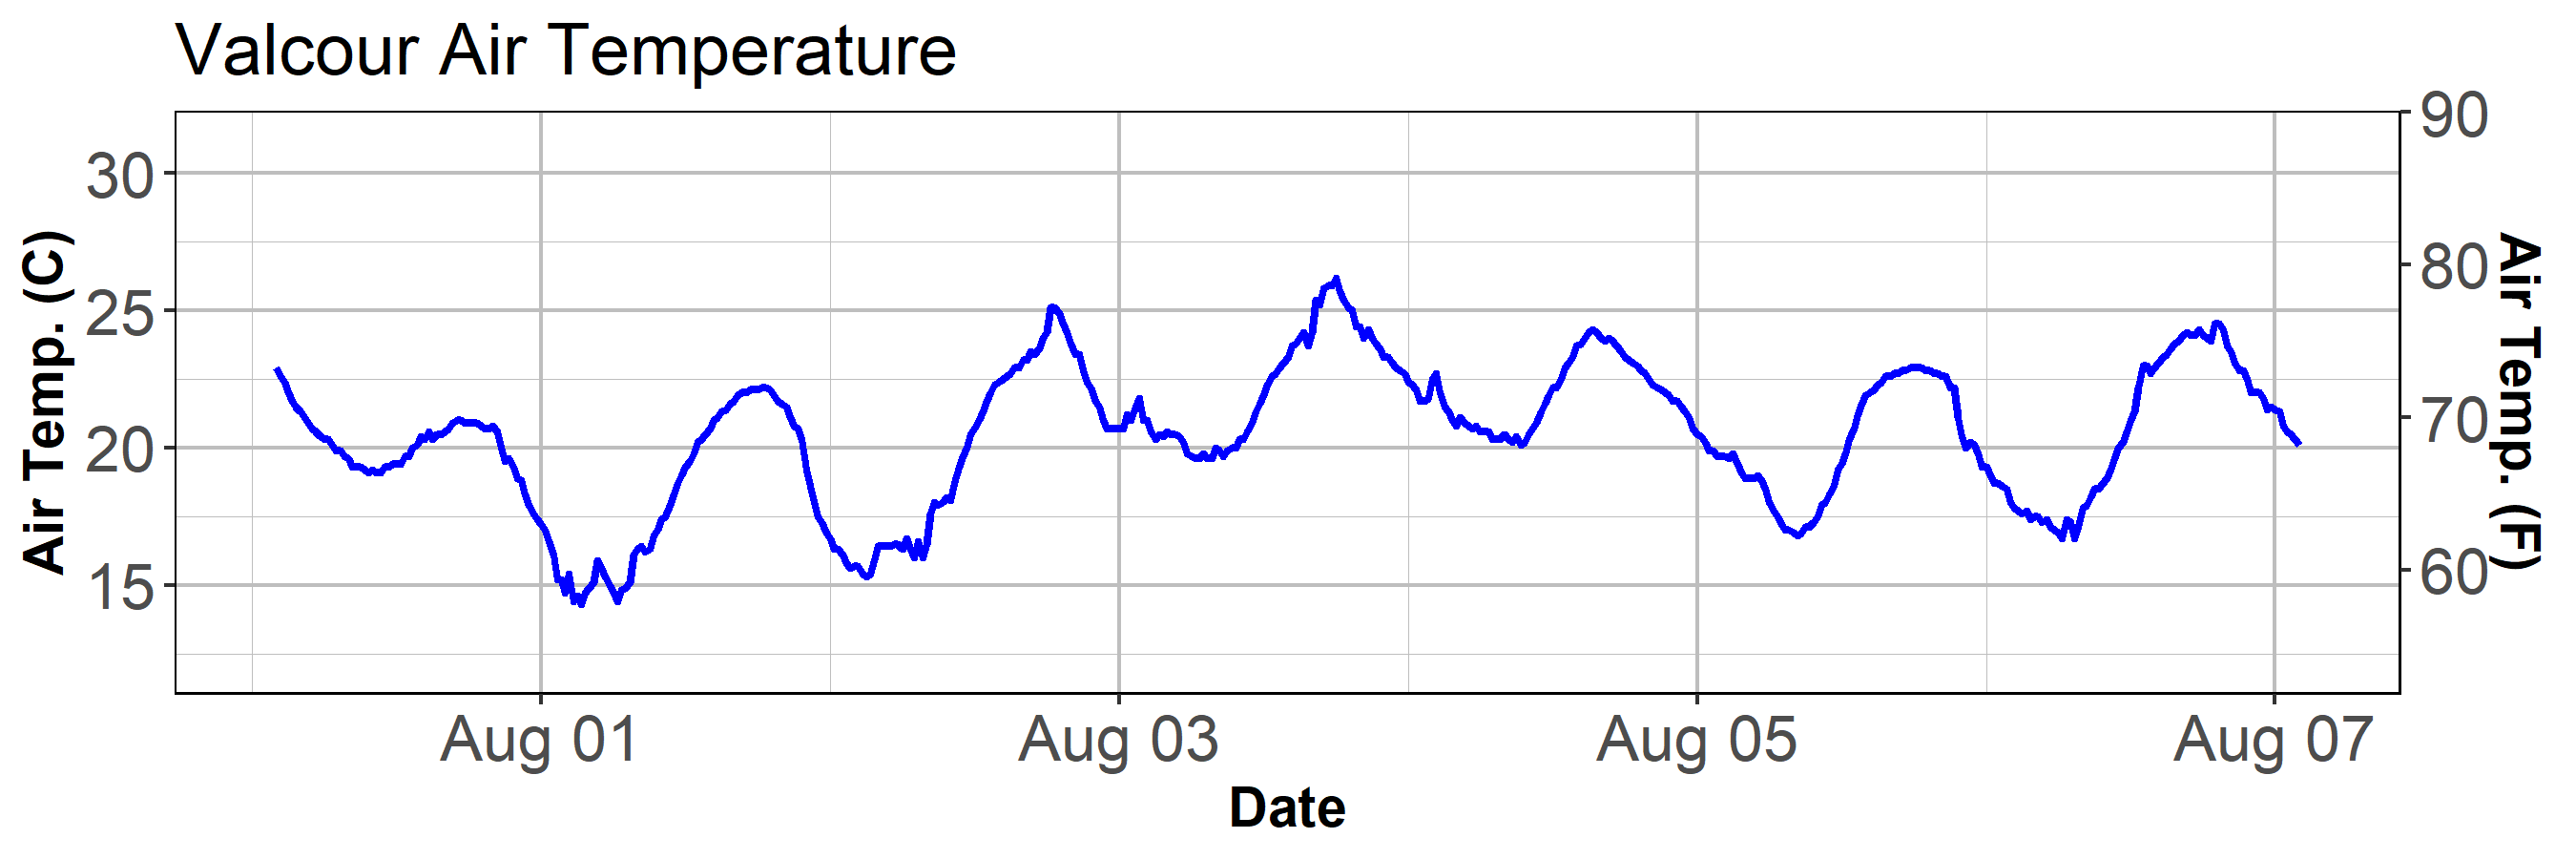 Valcour Air Temperature
Air Temp. (C)
30
25
20
15
90
80
70
60
Air Temp. (F)
Aug 01 Aug 03 Aug 05 Aug 07
Date